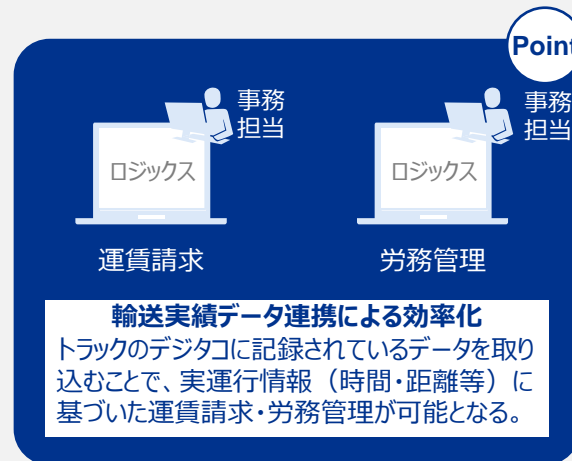 Point
事務
担当
事務
担当
ロジックス
ロジックス
運賃請求
労務管理
輸送実績データ連携による効率化
トラックのデジタコに記録されているデータを取り
込むことで、実運行情報（時間・距離等）に
基づいた運賃請求・労務管理が可能となる。